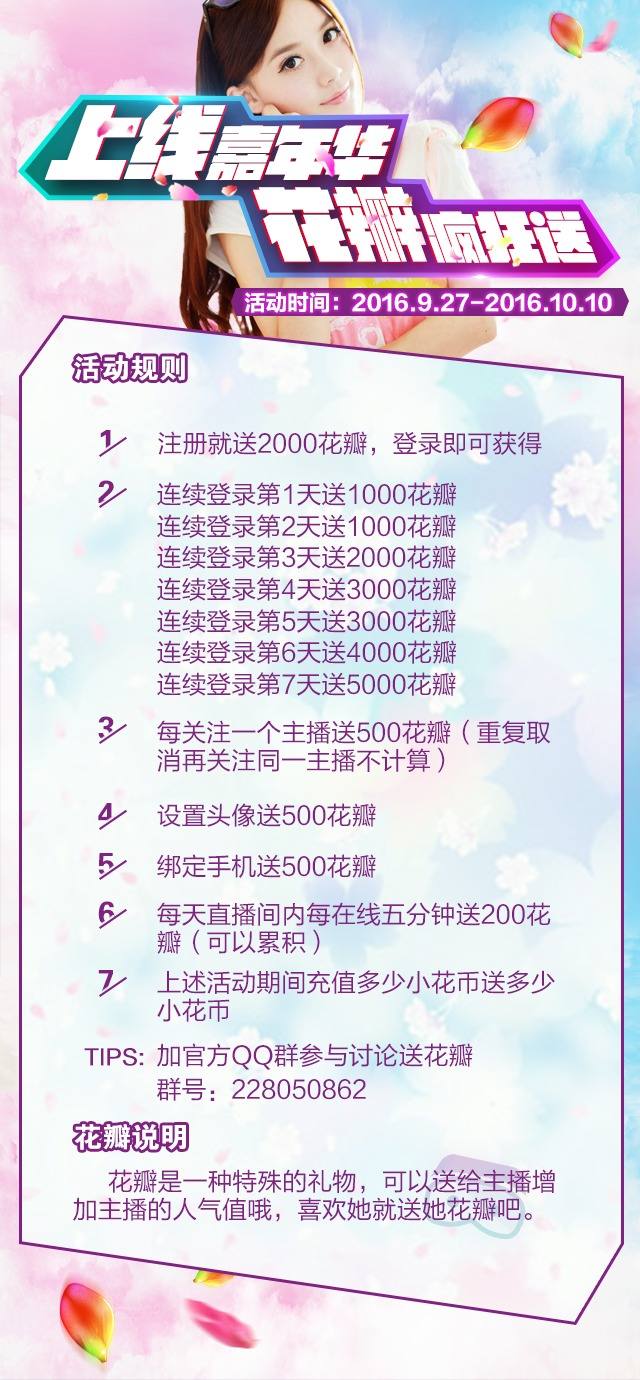 上线嘉年华
花瓣疯狂送
活动时间：2016.9.27-2016.10.10
活动规则
1 注册就送2000花瓣，登录即可获得
2 连续登录第1天送1000花瓣
连续登录第2天送1000花瓣
连续登录第3天送2000花瓣
连续登录第4天送3000花瓣
连续登录第5天送3000花瓣
连续登录第6天送4000花瓣
连续登录第7天送5000花瓣
3 每关注一个主播送500花瓣（重复取
消再关注同一主播不计算）
4 设置头像送500花瓣
5 绑定手机送500花瓣
6 每天直播间内每在线五分钟送200花
瓣（可以累积）
7 上述活动期间充值多少小花币送多少
小花币
TIPS: 加官方QQ群参与讨论送花瓣
群号：228050862
花瓣说明
花瓣是一种特殊的礼物，可以送给主播增
加主播的人气值哦，喜欢她就送她花瓣吧。